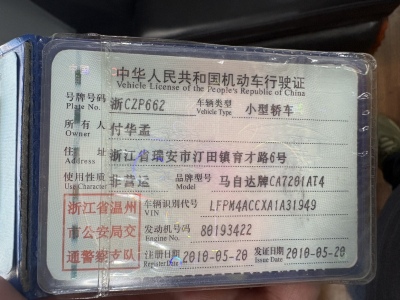 中华人民共和国机动车行驶证
Vehicle License of the People's Republic of China
号牌号码 浙CZP662 车辆类型 小型轿车
Plate No. Vehicle Type
所有人 付华孟
Owner
住址 浙江省瑞安市汀田镇育才路6号
Address
使用性质 非营运 品牌型号 马自达牌CA7201AT4
Use Character Model
浙江省温州
市公安局交
通警察支队
车辆识别代号 LFPM4ACCXA1A31949
VIN
发动机号码 80193422
Engine No.
注册日期 2010-05-20 发证日期 2010-05-20
Register Date Issue Date